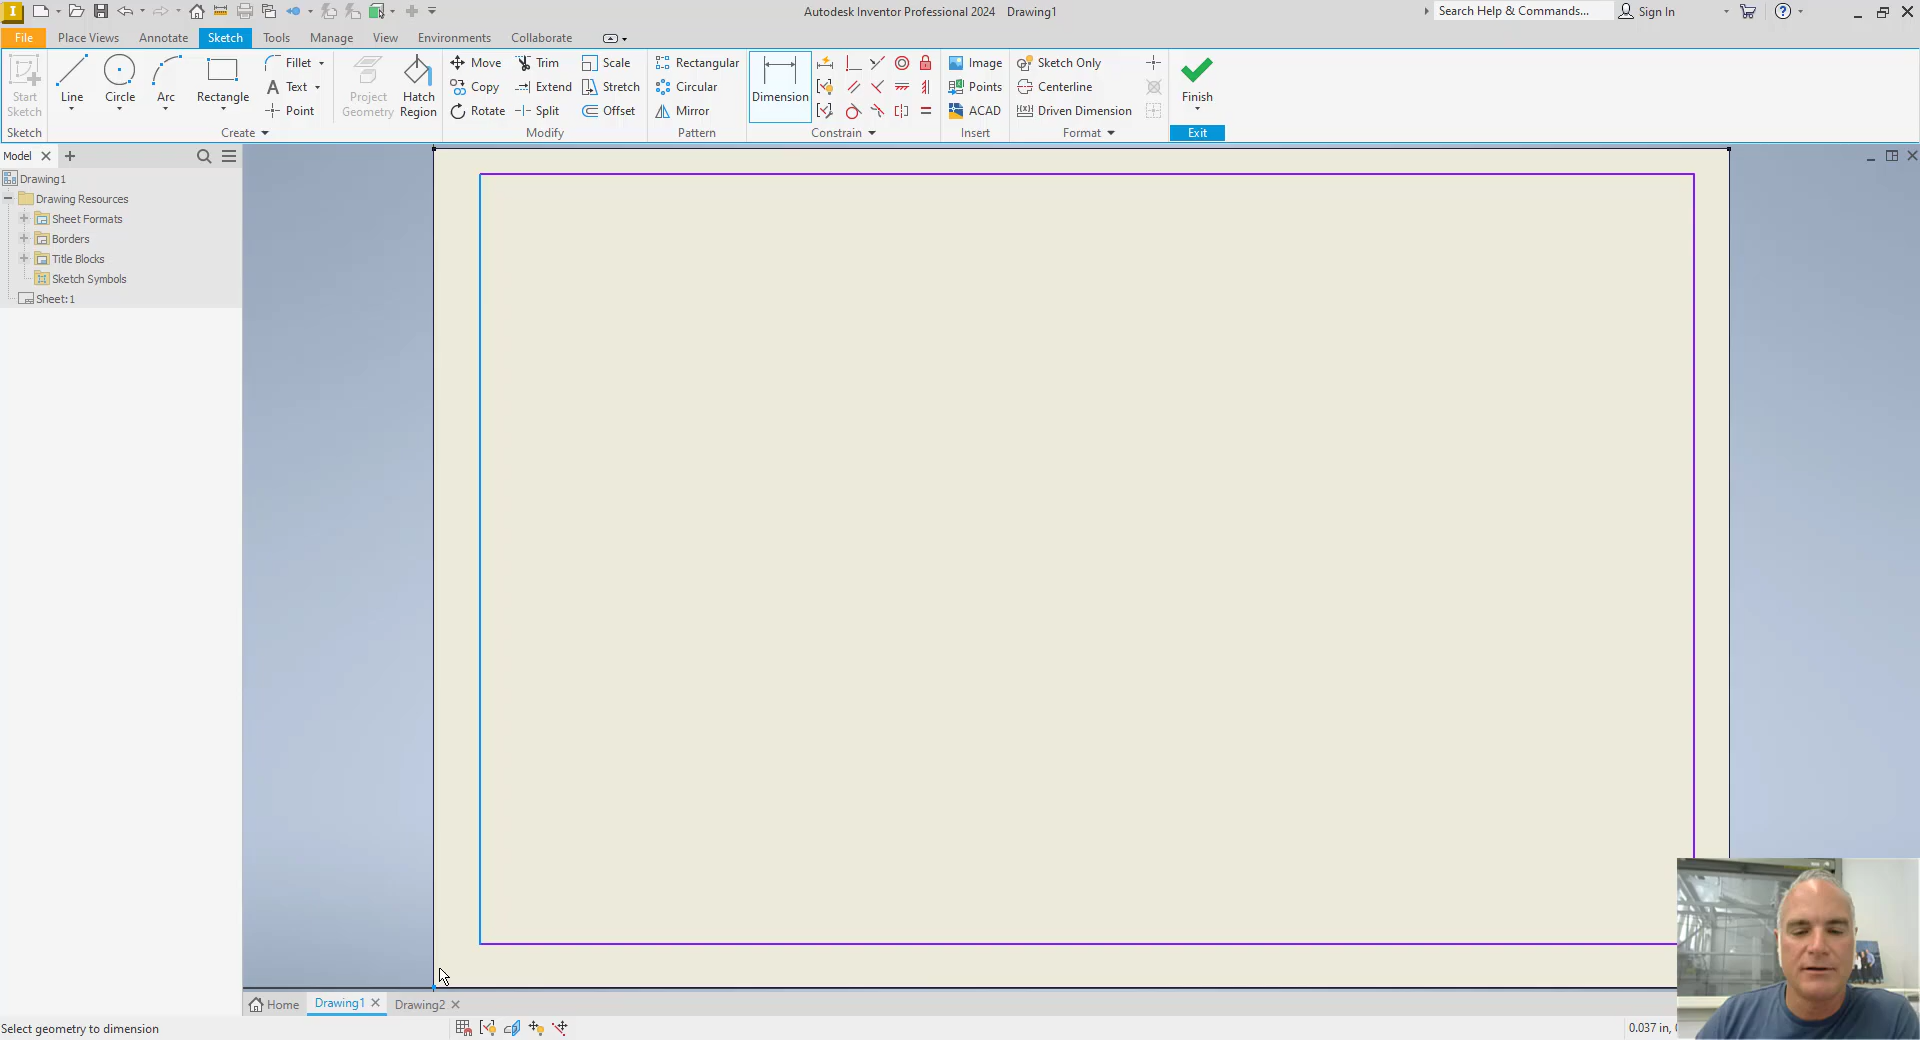 Autodesk Inventor Professional 2024 Drawing1
Search Help & Commands...
Sign In
File
Place Views
Annotate
Sketch
Tools
Manage
View
Environments
Collaborate
Start
Sketch
Line
Circle
Arc
Rectangle
Fillet
Text
Point
Project
Geometry
Hatch
Region
Move
Copy
Rotate
Trim
Extend
Split
Scale
Stretch
Offset
Rectangular
Circular
Mirror
Dimension
Image
Points
ACAD
Sketch Only
Centerline
Driven Dimension
Finish
Sketch
Create
Modify
Pattern
Constrain
Insert
Format
Exit
Model
Drawing1
Drawing Resources
Sheet Formats
Borders
Title Blocks
Sketch Symbols
Sheet:1
Home
Drawing1
Drawing2
Select geometry to dimension
0.037 in,